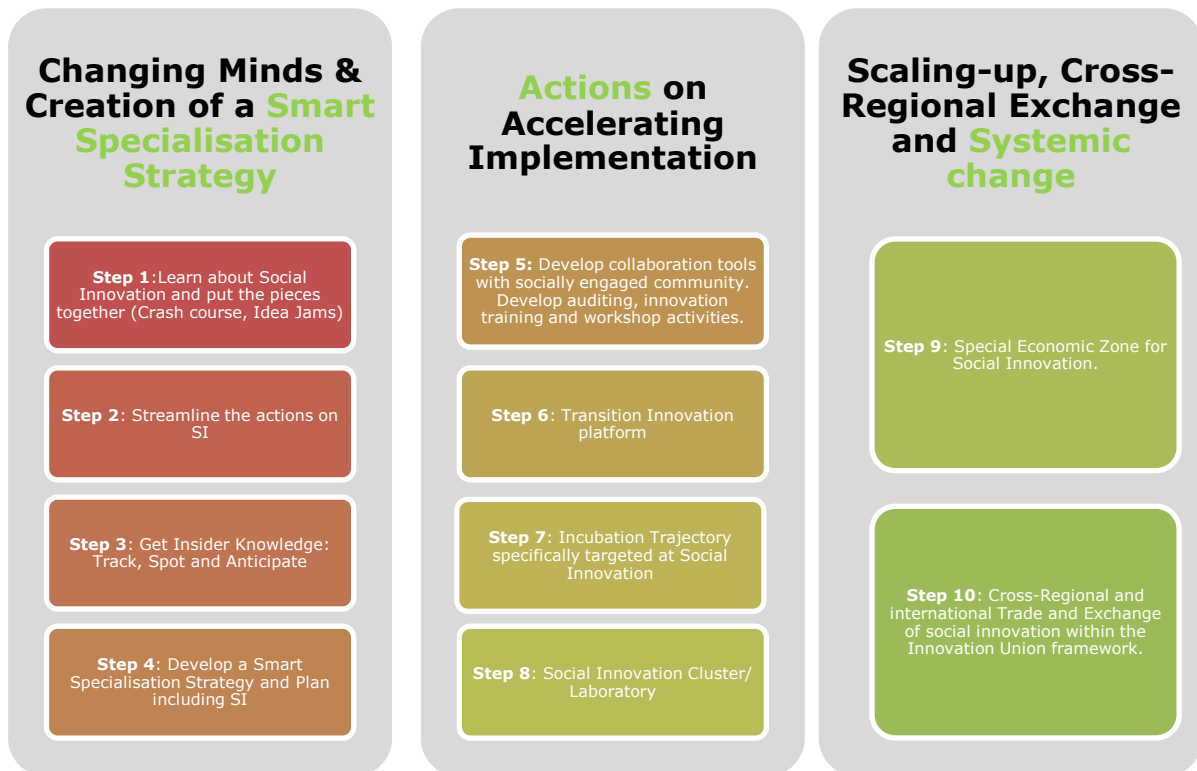 Changing Minds &
Creation of a Smart
Specialisation
Strategy
Step 1:Learn about Social
Innovation and put the pieces
together (Crash course, Idea Jams)
Step 2: Streamline the actions on
SI
Step 3: Get Insider Knowledge:
Track, Spot and Anticipate
Step 4: Develop a Smart
Specialisation Strategy and Plan
including SI
Actions on
Accelerating
Implementation
Step 5: Develop collaboration tools
with socially engaged community.
Develop auditing, innovation
training and workshop activities.
Step 6: Transition Innovation
platform
Step 7: Incubation Trajectory
specifically targeted at Social
Innovation
Step 8: Social Innovation Cluster/
Laboratory
Scaling-up, Cross-
Regional Exchange
and Systemic
change
Step 9: Special Economic Zone for
Social Innovation.
Step 10: Cross-Regional and
international Trade and Exchange
of social innovation within the
Innovation Union framework.